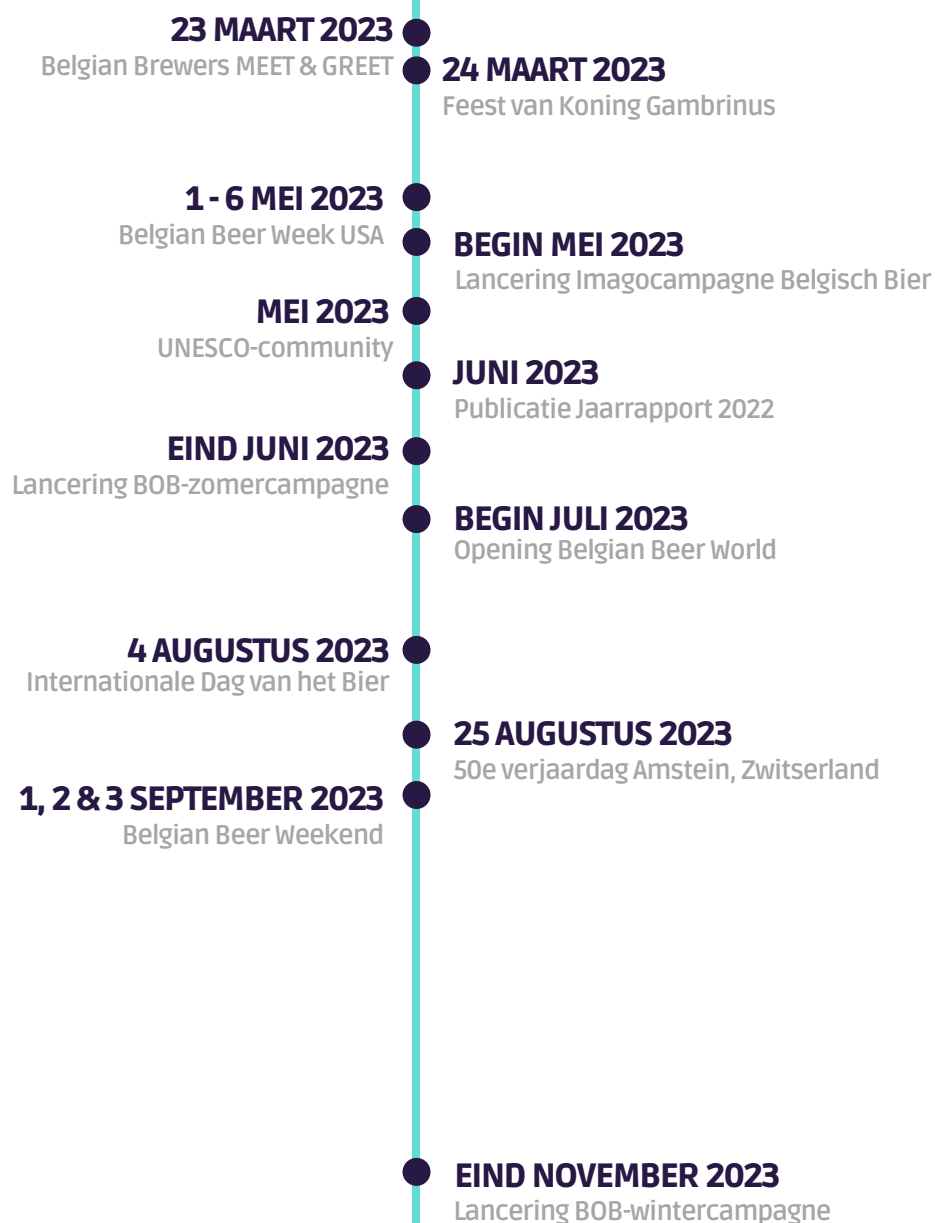 23 MAART 2023
Belgian Brewers MEET & GREET
24 MAART 2023
Feest van Koning Gambrinus
1 - 6 MEI 2023
Belgian Beer Week USA
BEGIN MEI 2023
Lancering Imagocampagne Belgisch Bier
MEI 2023
UNESCO-community
JUNI 2023
Publicatie Jaarrapport 2022
EIND JUNI 2023
Lancering BOB-zomercampagne
BEGIN JULI 2023
Opening Belgian Beer World
4 AUGUSTUS 2023
Internationale Dag van het Bier
25 AUGUSTUS 2023
50e verjaardag Amstein, Zwitserland
1, 2 & 3 SEPTEMBER 2023
Belgian Beer Weekend
EIND NOVEMBER 2023
Lancering BOB-wintercampagne